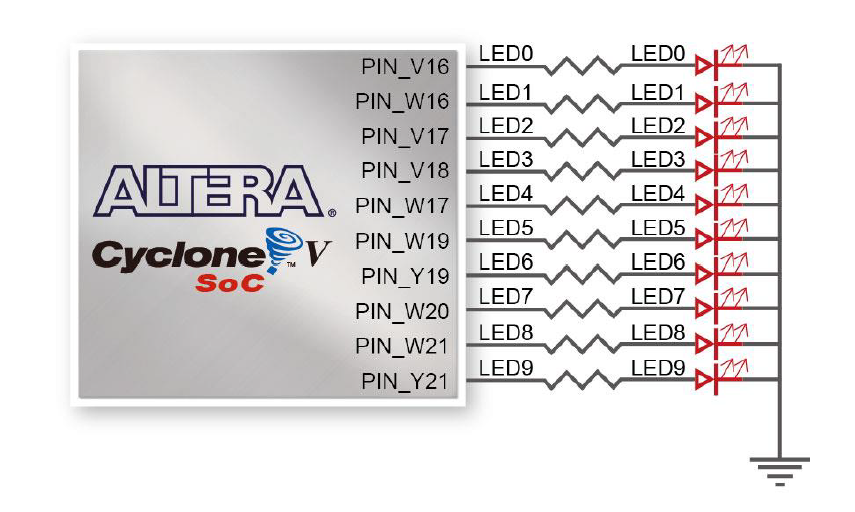 PIN_V16 LED0 LED0
PIN_W16 LED1 LED1
PIN_V17 LED2 LED2
PIN_V18 LED3 LED3
ALTERA®
PIN_W17 LED4 LED4
PIN_W19 LED5 LED5
Cyclone™ V
SoC
PIN_Y19 LED6 LED6
PIN_W20 LED7 LED7
PIN_W21 LED8 LED8
PIN_Y21 LED9 LED9